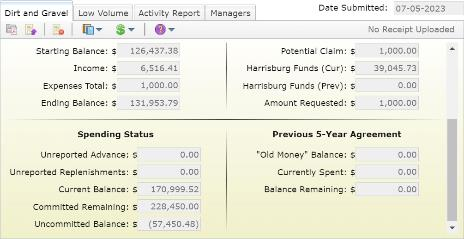 Dirt and Gravel Low Volume Activity Report Managers Date Submitted: 07-05-2023
No Receipt Uploaded
Starting Balance: $ 126,437.38 Potential Claim: $ 1,000.00
Income: $ 6,516.41 Harrisburg Funds (Cur): $ 39,045.73
Expenses Total: $ 1,000.00 Harrisburg Funds (Prev): $ 0.00
Ending Balance: $ 131,953.79 Amount Requested: $ 1,000.00
Spending Status Previous 5-Year Agreement
Unreported Advance: $ 0.00 "Old Money" Balance: $ 0.00
Unreported Replenishments: $ 0.00 Currently Spent: $ 0.00
Current Balance: $ 170,999.52 Balance Remaining: $ 0.00
Committed Remaining: $ 228,450.00
Uncommitted Balance: $ (57,450.48)